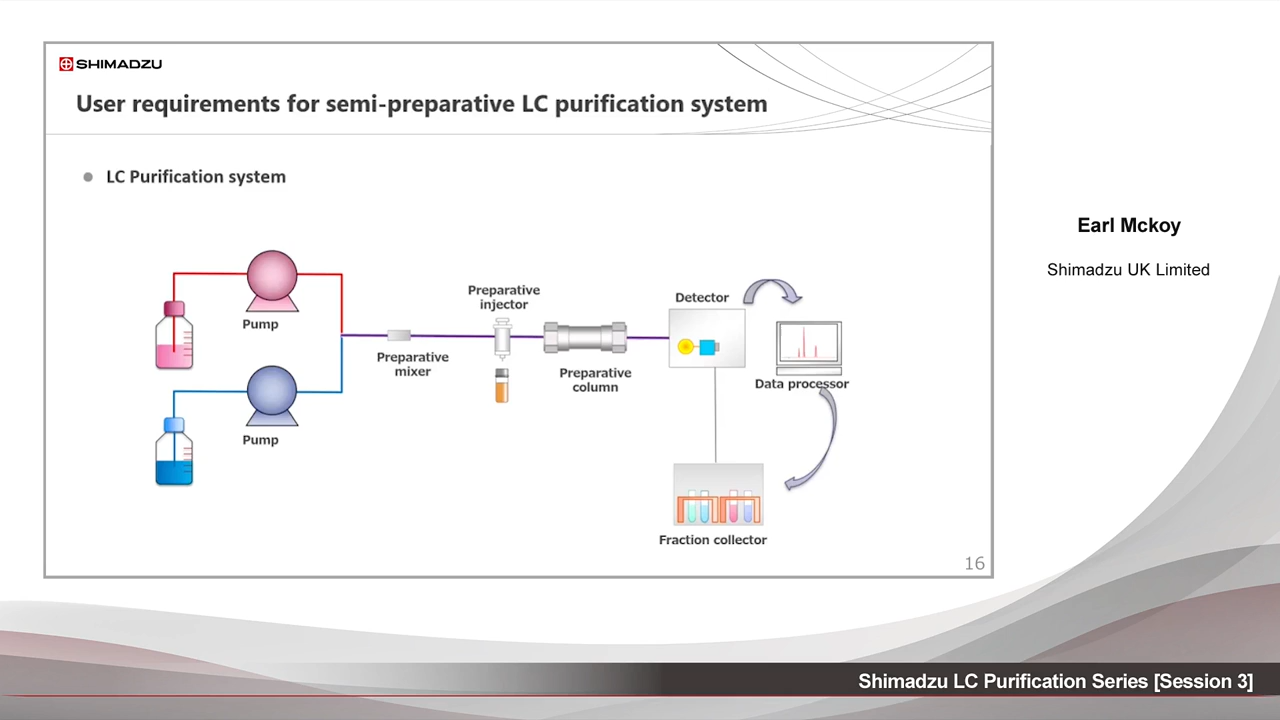 SHIMADZU
User requirements for semi-preparative LC purification system
LC Purification system
Pump
Pump
Preparative
mixer
Preparative
injector
Preparative
column
Detector
Data processor
Fraction collector
16
Earl Mckoy
Shimadzu UK Limited
Shimadzu LC Purification Series [Session 3]